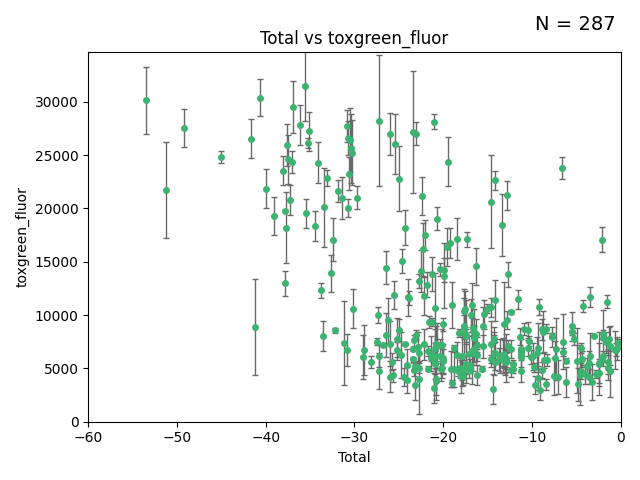 N = 287
Total vs toxgreen_fluor
toxgreen_fluor
30000
25000
20000
15000
10000
5000
0
−60 −50 −40 −30 −20 −10 0
Total